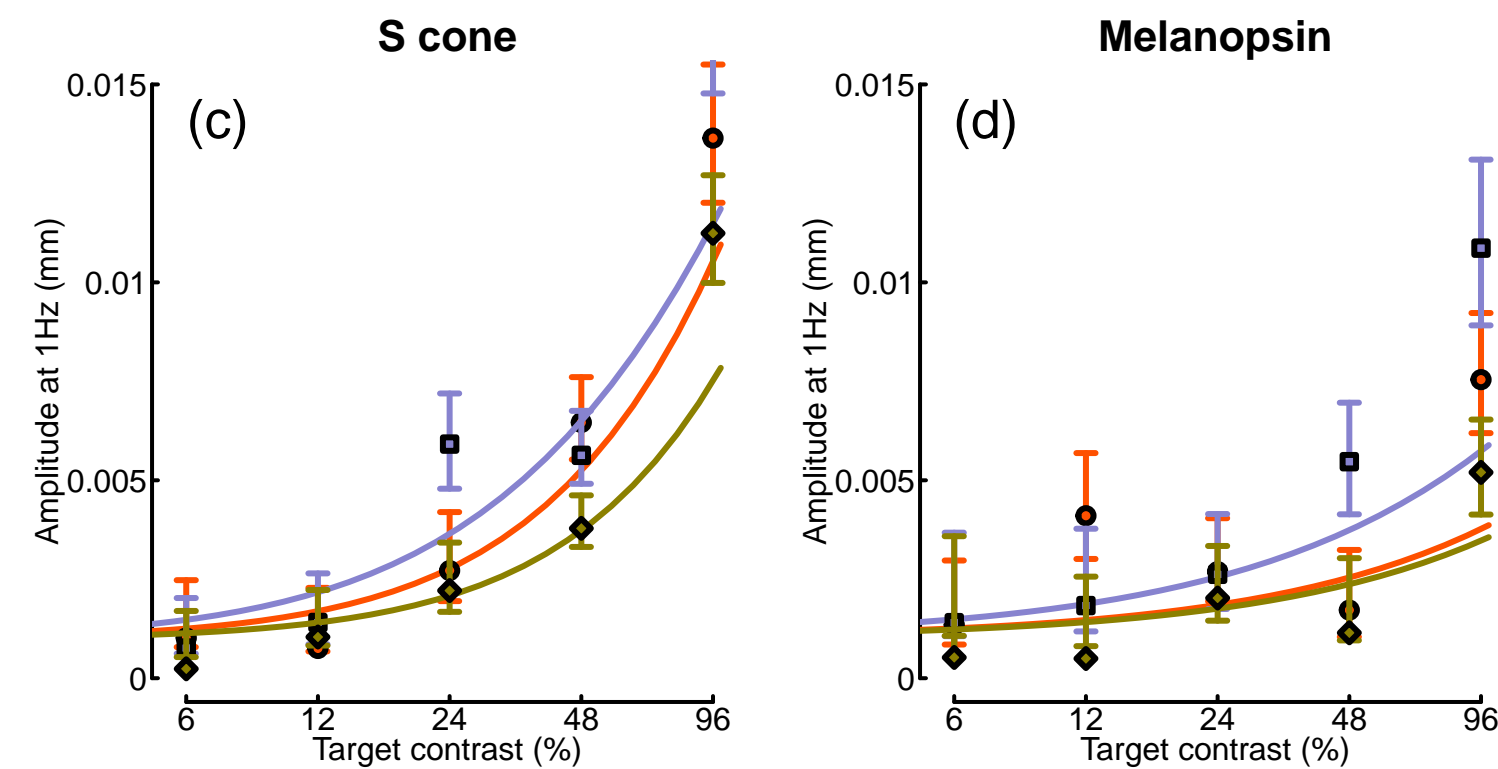 S cone
(c)
Amplitude at 1Hz (mm)
0.015
0.01
0.005
0
6 12 24 48 96
Target contrast (%)
Melanopsin
(d)
Amplitude at 1Hz (mm)
0.015
0.01
0.005
0
6 12 24 48 96
Target contrast (%)